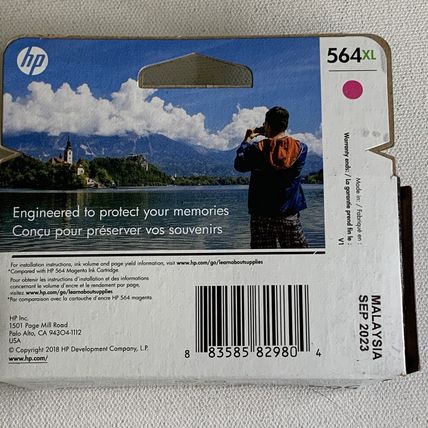 hp
564XL
Engineered to protect your memories
Conçu pour préserver vos souvenirs
Made in: / Fabriqué en :
Warranty ends: / La garantie prend fin le :
V1
MALAYSIA
SEP 2023
For installation instructions, ink volume and page yield information, visit www.hp.com/go/learnaboutsupplies
*Compared with HP 564 Magenta Ink Cartridge.
Pour obtenir les instructions d'installation et des informations
concernant le volume d'encre et le rendement par page,
visitez www.hp.com/go/learnaboutsupplies
*Par comparaison avec la cartouche d'encre HP 564 magenta.
HP Inc.
1501 Page Mill Road
Palo Alto, CA 94304-1112
USA
© Copyright 2018 HP Development Company, L.P.
8 83585 82980 4